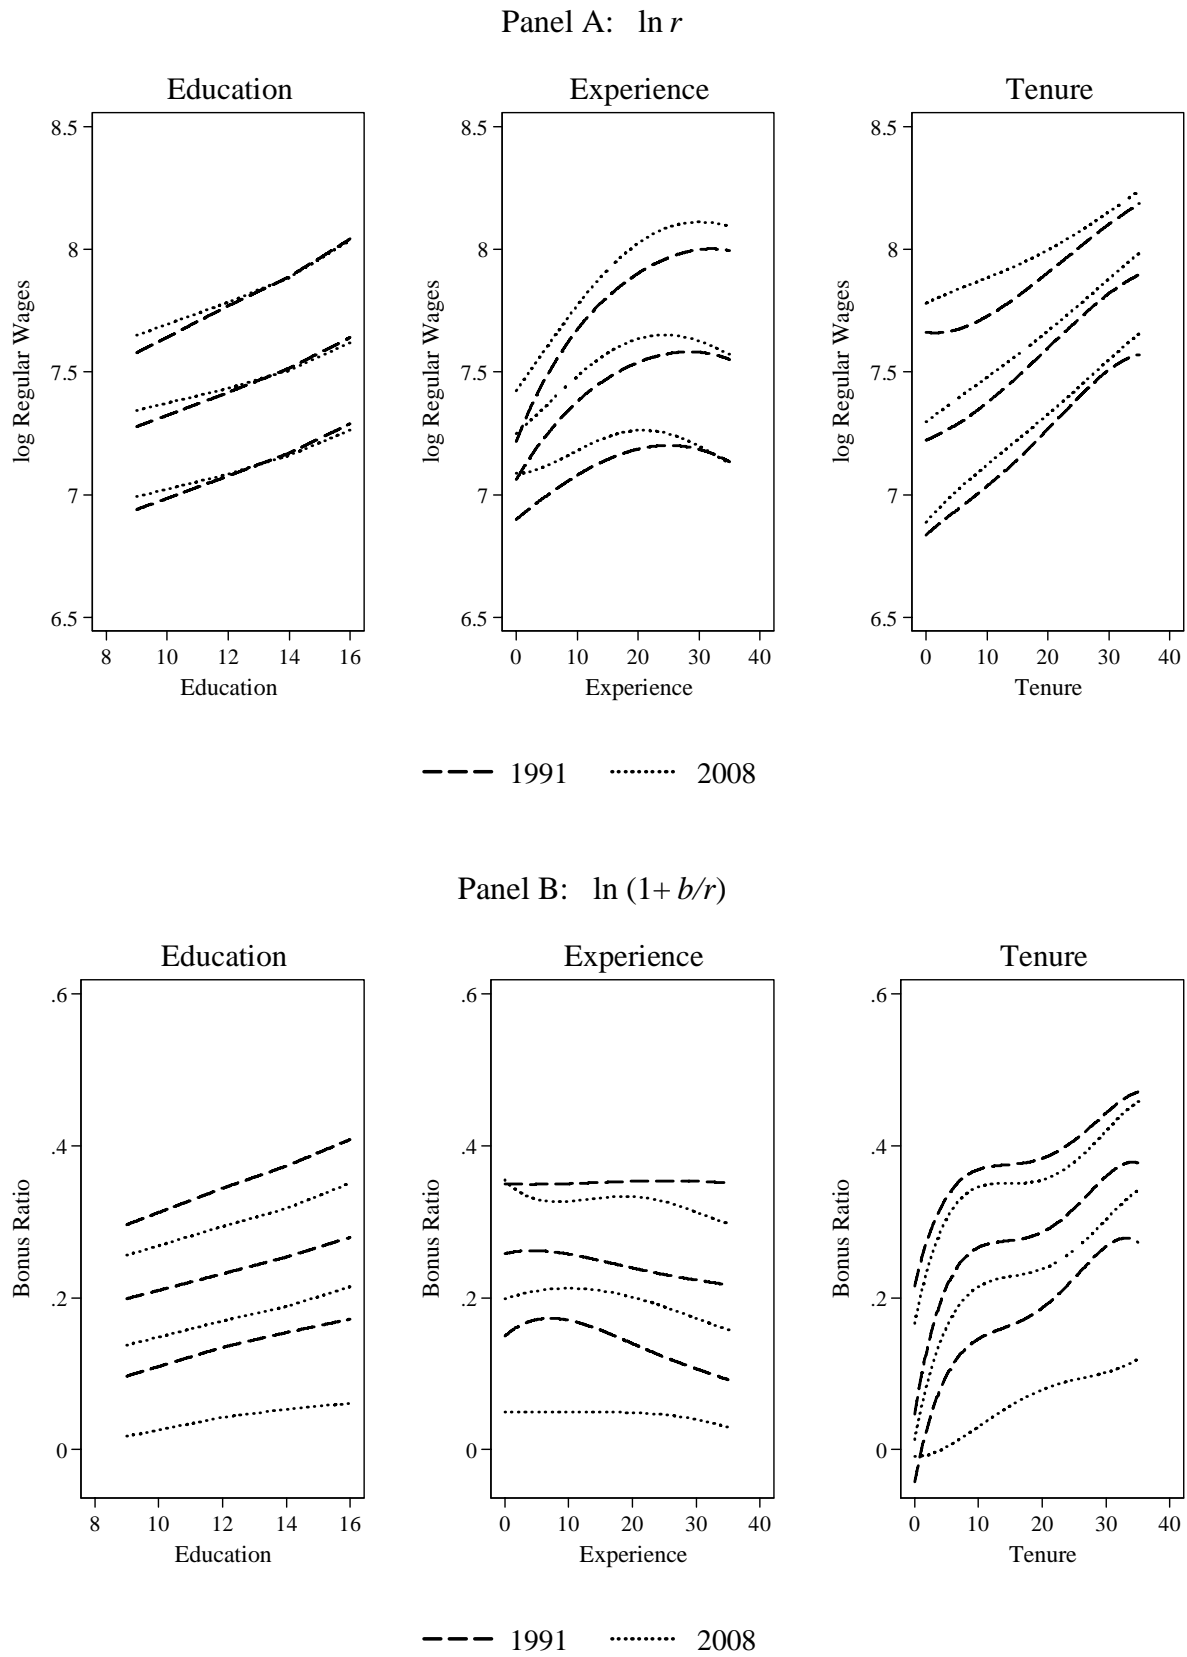 Panel A: ln r
Education Experience Tenure
8.5 8.5 8.5
8 8 8
7.5 7.5 7.5
7 7 7
6.5 6.5 6.5
log Regular Wages log Regular Wages log Regular Wages
8 10 12 14 16 0 10 20 30 40 0 10 20 30 40
Education Experience Tenure
1991 2008
Panel B: ln (1+ b/r)
Education Experience Tenure
.6 .6 .6
.4 .4 .4
.2 .2 .2
0 0 0
Bonus Ratio Bonus Ratio Bonus Ratio
8 10 12 14 16 0 10 20 30 40 0 10 20 30 40
Education Experience Tenure
1991 2008